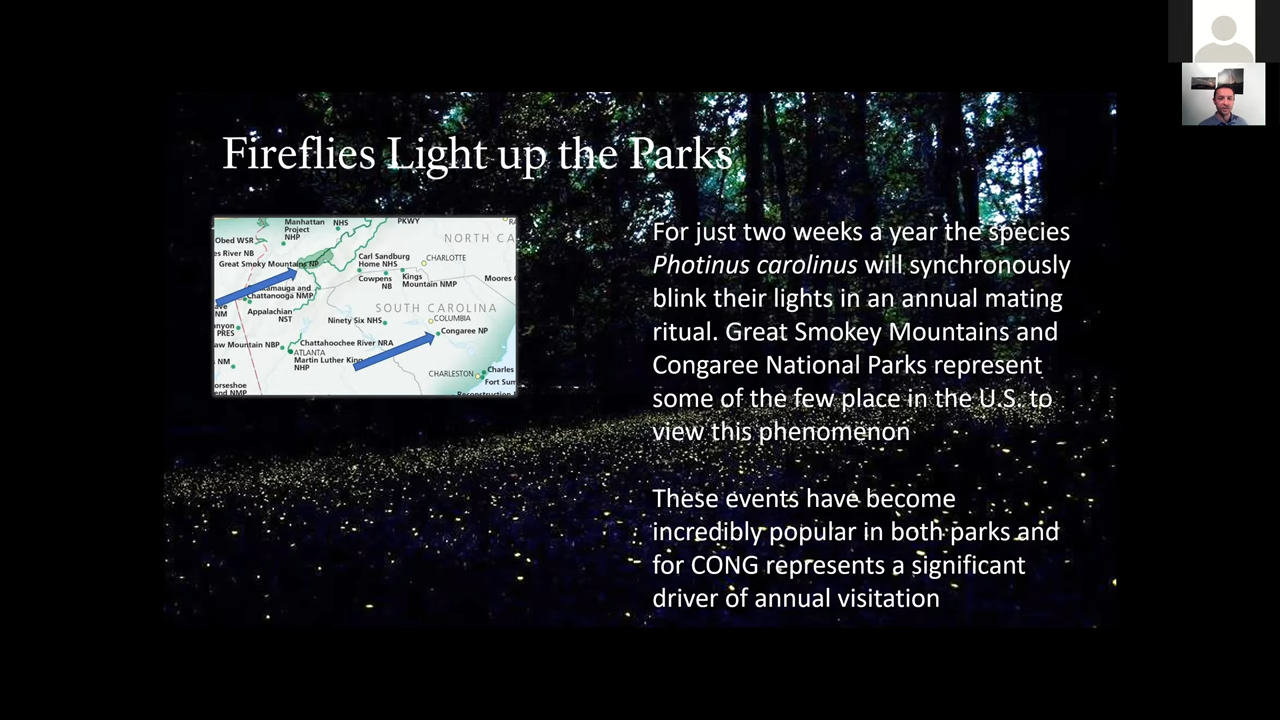 Fireflies Light up the Parks
Manhattan
Project
NHP
NHS
PKWY
Obed WSR
es River NB
NORTH CA
Great Smoky Mountains NP
Carl Sandburg
Home NHS
CHARLOTTE
Cowpens
NB
Kings
Mountain NMP
Moores
amauga and
Chattanooga NMP
NM
SOUTH CAROLINA
Appalachian
NST
Ninety Six NHS
COLUMBIA
Congaree NP
nyon
PRES
Chattahoochee River NRA
aw Mountain NBP
ATLANTA
Martin Luther King
NHP
NM
CHARLESTON
Charles
Fort Sum
orseshoe
end NMP
Reconstruction
For just two weeks a year the species
Photinus carolinus will synchronously
blink their lights in an annual mating
ritual. Great Smokey Mountains and
Congaree National Parks represent
some of the few place in the U.S. to
view this phenomenon
These events have become
incredibly popular in both parks and
for CONG represents a significant
driver of annual visitation